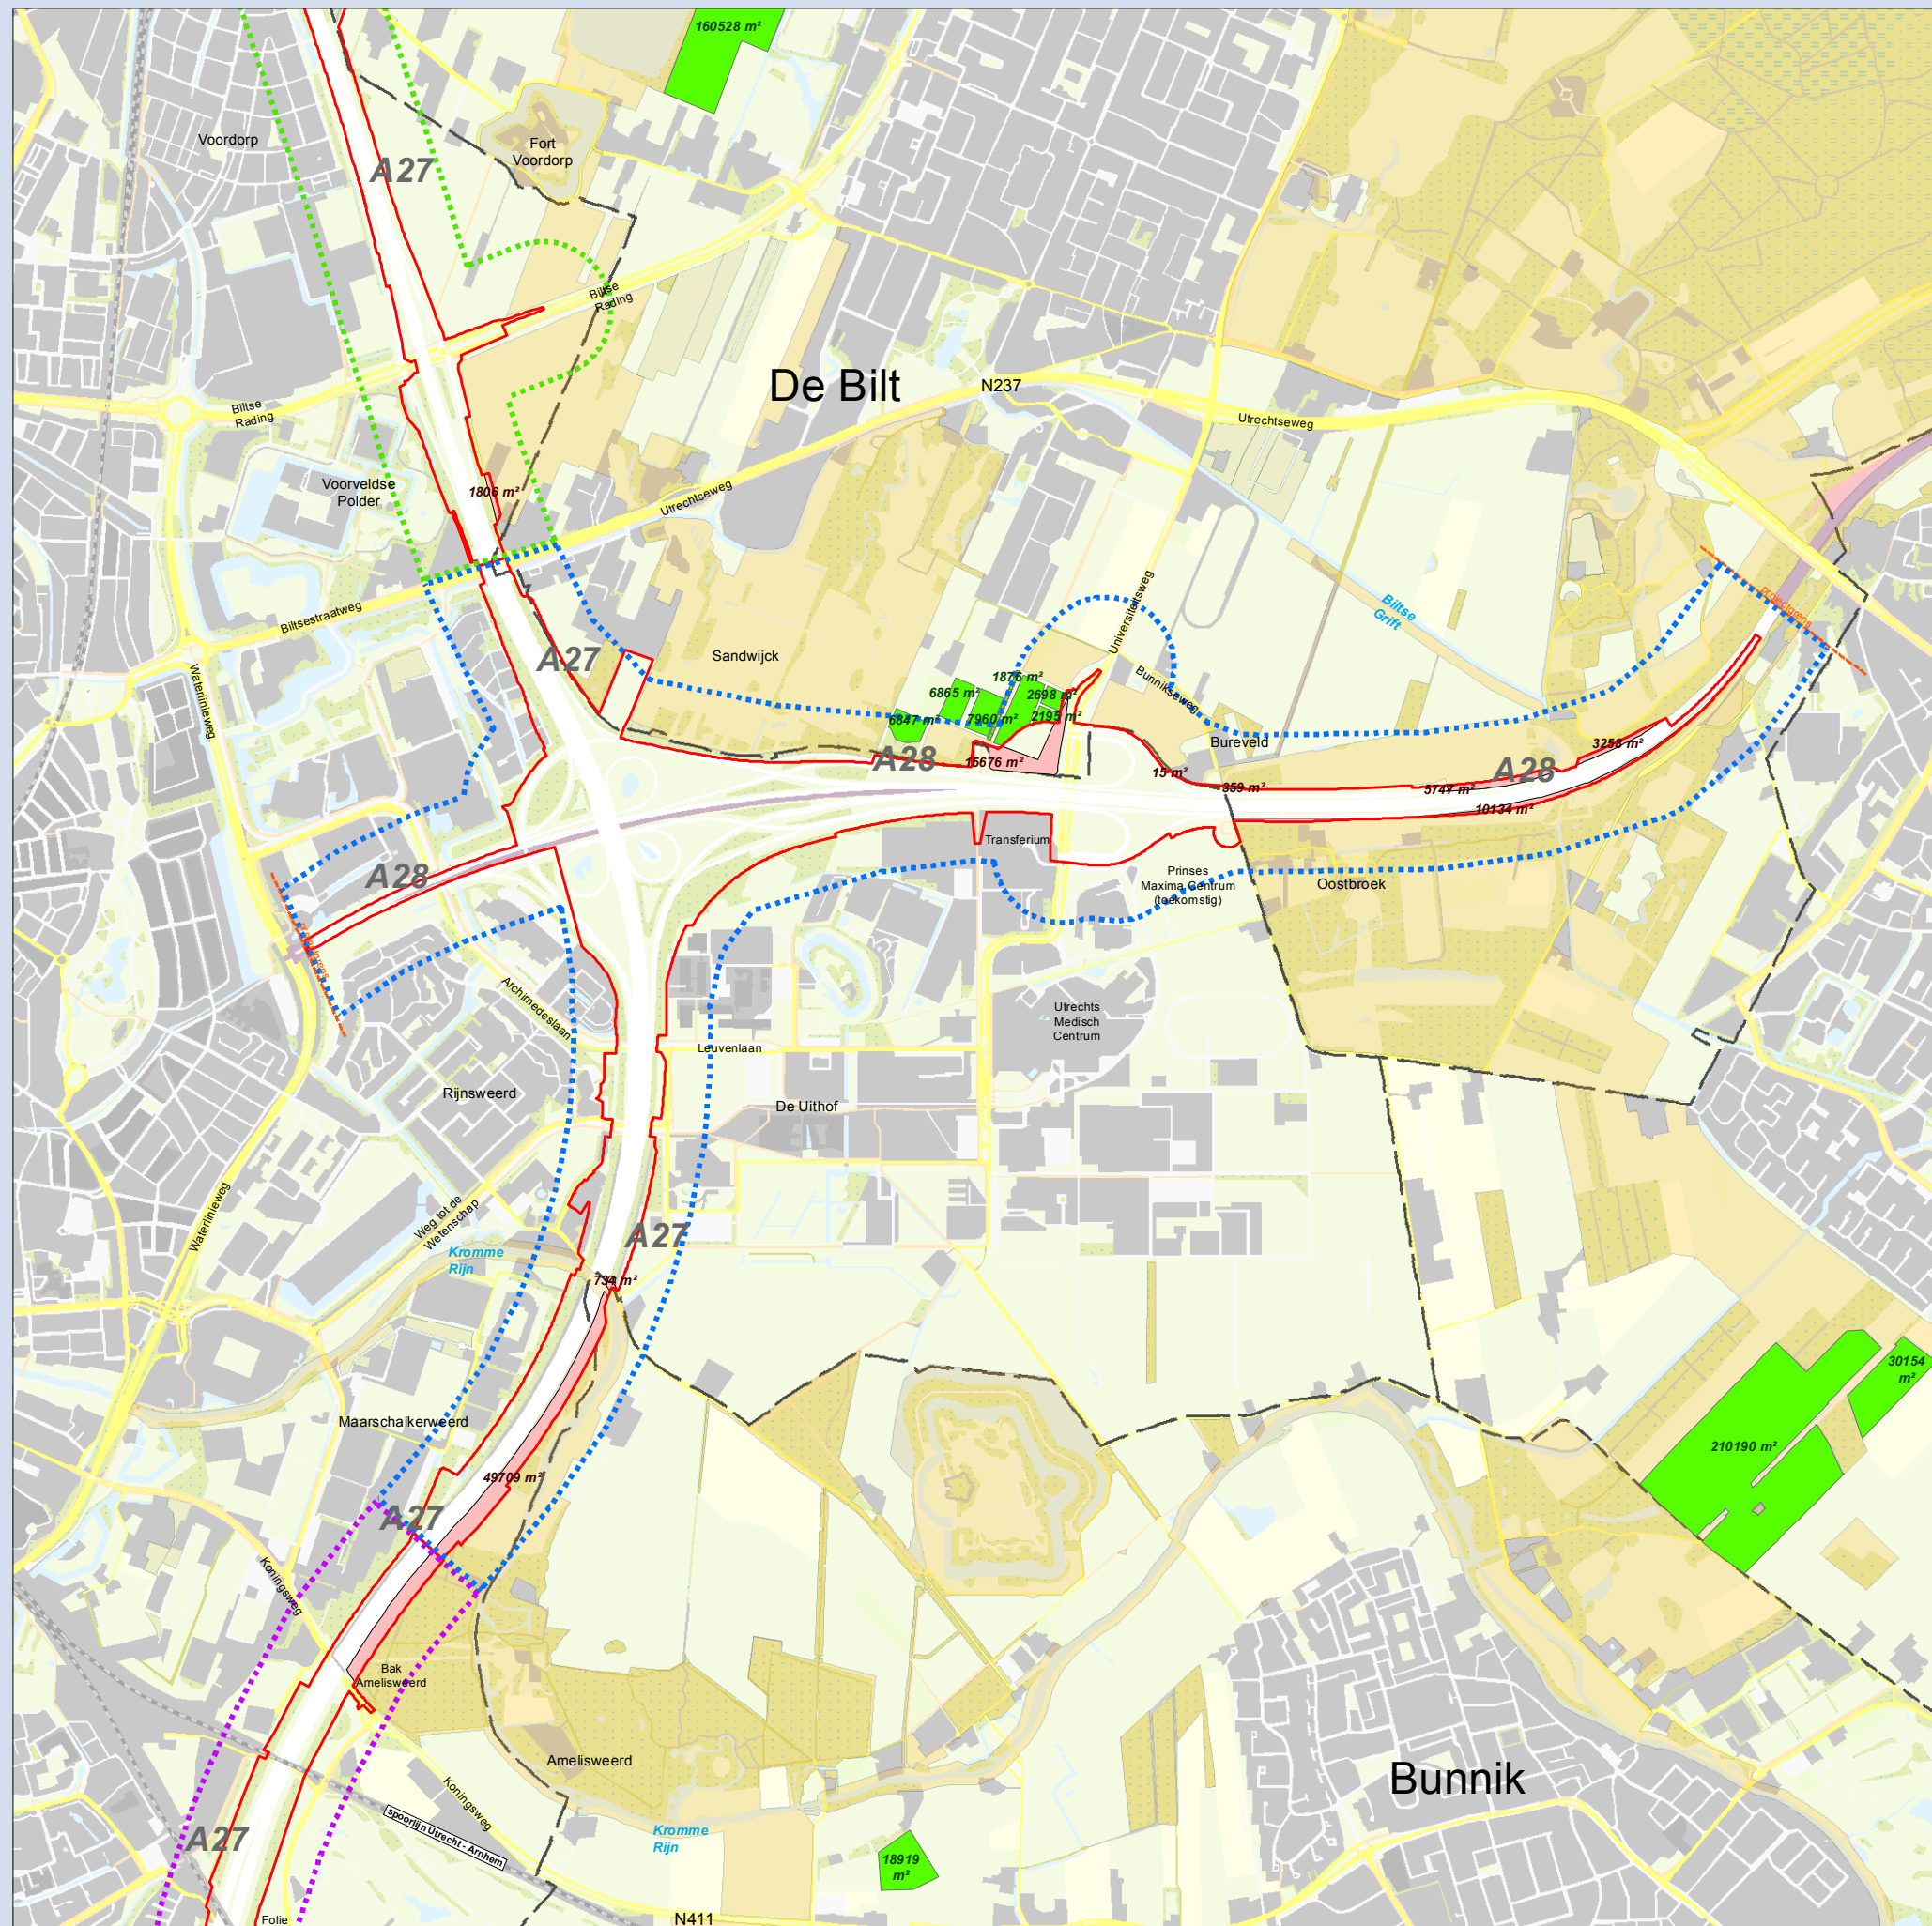 160528 m²
Voordorp
Fort
Voordorp
A27
Biltse
Rading
De Bilt
N237
Biltse
Rading
Utrechtseweg
Voorveldse
Polder
1806 m²
Utrechtseweg
Biltsestraatweg
Universiteitsweg
Biltse
Grift
projectgrens
A27
Sandwijck
Waterlinieweg
1876 m²
6865 m²
2698 m²
Bunnikseweg
6847 m²
7960 m²
2195 m²
Bureveld
3258 m²
A28
15676 m²
15 m²
A28
359 m²
5747 m²
10134 m²
Transferium
A28
Prinses
Maxima Centrum
(toekomstig)
Oostbroek
projectgrens
Archimedeslaan
Utrechts
Medisch
Centrum
Leuvenlaan
Rijnsweerd
De Uithof
Waterlinieweg
Weg tot de
Wetenschap
A27
Kromme
Rijn
734 m²
30154
m²
Maarschalkerweerd
210190 m²
49709 m²
A27
Koningsweg
Bak
Amelisweerd
Amelisweerd
Bunnik
Koningsweg
spoorlijn Utrecht - Arnhem
A27
Kromme
Rijn
18919
m²
Folie
N411